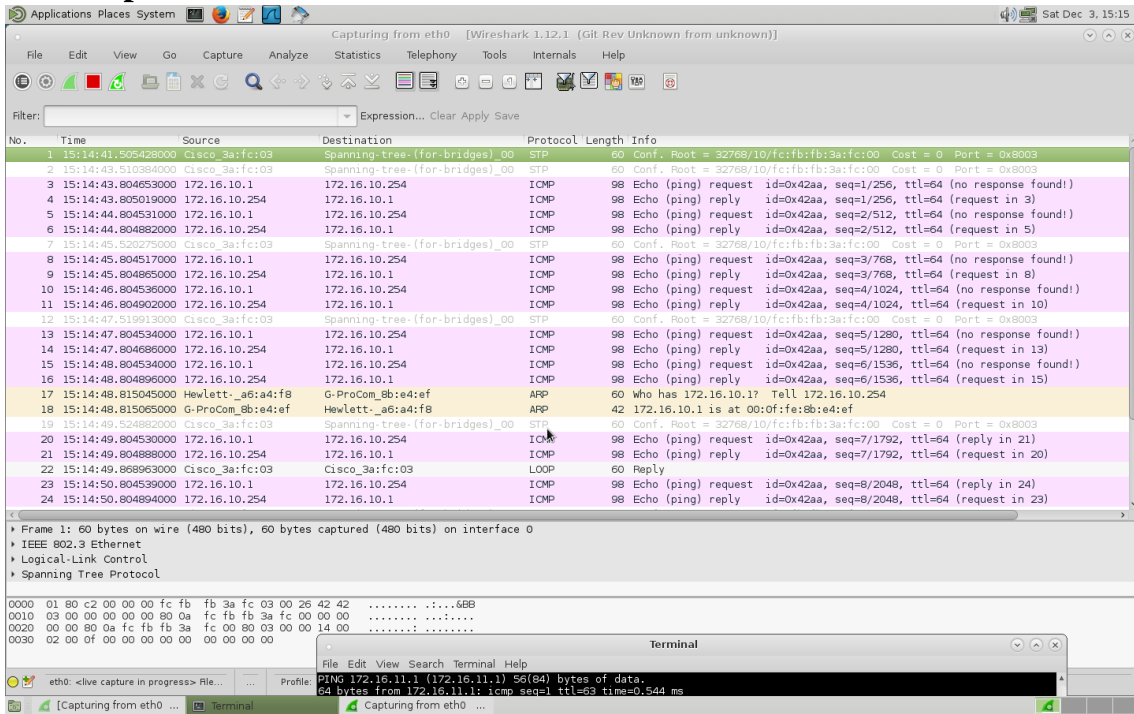 Applications Places System Sat Dec 3, 15:15
Capturing from eth0 [Wireshark 1.12.1 (Git Rev Unknown from unknown)]
File Edit View Go Capture Analyze Statistics Telephony Tools Internals Help
Filter: Expression... Clear Apply Save
No. Time Source Destination Protocol Length Info
1 15:14:41.505428000 Cisco_3a:fc:03 Spanning-tree-(for-bridges)_00 STP 60 Conf. Root = 32768/10/fc:fb:fb:3a:fc:00 Cost = 0 Port = 0x8003
2 15:14:43.510384000 Cisco_3a:fc:03 Spanning-tree-(for-bridges)_00 STP 60 Conf. Root = 32768/10/fc:fb:fb:3a:fc:00 Cost = 0 Port = 0x8003
3 15:14:43.804653000 172.16.10.1 172.16.10.254 ICMP 98 Echo (ping) request id=0x42aa, seq=1/256, ttl=64 (no response found!)
4 15:14:43.805019000 172.16.10.254 172.16.10.1 ICMP 98 Echo (ping) reply id=0x42aa, seq=1/256, ttl=64 (request in 3)
5 15:14:44.804531000 172.16.10.1 172.16.10.254 ICMP 98 Echo (ping) request id=0x42aa, seq=2/512, ttl=64 (no response found!)
6 15:14:44.804882000 172.16.10.254 172.16.10.1 ICMP 98 Echo (ping) reply id=0x42aa, seq=2/512, ttl=64 (request in 5)
7 15:14:45.520275000 Cisco_3a:fc:03 Spanning-tree-(for-bridges)_00 STP 60 Conf. Root = 32768/10/fc:fb:fb:3a:fc:00 Cost = 0 Port = 0x8003
8 15:14:45.804517000 172.16.10.1 172.16.10.254 ICMP 98 Echo (ping) request id=0x42aa, seq=3/768, ttl=64 (no response found!)
9 15:14:45.804865000 172.16.10.254 172.16.10.1 ICMP 98 Echo (ping) reply id=0x42aa, seq=3/768, ttl=64 (request in 8)
10 15:14:46.804536000 172.16.10.1 172.16.10.254 ICMP 98 Echo (ping) request id=0x42aa, seq=4/1024, ttl=64 (no response found!)
11 15:14:46.804902000 172.16.10.254 172.16.10.1 ICMP 98 Echo (ping) reply id=0x42aa, seq=4/1024, ttl=64 (request in 10)
12 15:14:47.519913000 Cisco_3a:fc:03 Spanning-tree-(for-bridges)_00 STP 60 Conf. Root = 32768/10/fc:fb:fb:3a:fc:00 Cost = 0 Port = 0x8003
13 15:14:47.804534000 172.16.10.1 172.16.10.254 ICMP 98 Echo (ping) request id=0x42aa, seq=5/1280, ttl=64 (no response found!)
14 15:14:47.804686000 172.16.10.254 172.16.10.1 ICMP 98 Echo (ping) reply id=0x42aa, seq=5/1280, ttl=64 (request in 13)
15 15:14:48.804534000 172.16.10.1 172.16.10.254 ICMP 98 Echo (ping) request id=0x42aa, seq=6/1536, ttl=64 (no response found!)
16 15:14:48.804896000 172.16.10.254 172.16.10.1 ICMP 98 Echo (ping) reply id=0x42aa, seq=6/1536, ttl=64 (request in 15)
17 15:14:48.815045000 Hewlett-_a6:a4:f8 G-ProCom_8b:e4:ef ARP 60 Who has 172.16.10.1? Tell 172.16.10.254
18 15:14:48.815065000 G-ProCom_8b:e4:ef Hewlett-_a6:a4:f8 ARP 42 172.16.10.1 is at 00:0f:fe:8b:e4:ef
19 15:14:49.524882000 Cisco_3a:fc:03 Spanning-tree-(for-bridges)_00 STP 60 Conf. Root = 32768/10/fc:fb:fb:3a:fc:00 Cost = 0 Port = 0x8003
20 15:14:49.804530000 172.16.10.1 172.16.10.254 ICMP 98 Echo (ping) request id=0x42aa, seq=7/1792, ttl=64 (reply in 21)
21 15:14:49.804888000 172.16.10.254 172.16.10.1 ICMP 98 Echo (ping) reply id=0x42aa, seq=7/1792, ttl=64 (request in 20)
22 15:14:49.868963000 Cisco_3a:fc:03 Cisco_3a:fc:03 LOOP 60 Reply
23 15:14:50.804539000 172.16.10.1 172.16.10.254 ICMP 98 Echo (ping) request id=0x42aa, seq=8/2048, ttl=64 (reply in 24)
24 15:14:50.804894000 172.16.10.254 172.16.10.1 ICMP 98 Echo (ping) reply id=0x42aa, seq=8/2048, ttl=64 (request in 23)
Frame 1: 60 bytes on wire (480 bits), 60 bytes captured (480 bits) on interface 0
IEEE 802.3 Ethernet
Logical-Link Control
Spanning Tree Protocol
0000 01 80 c2 00 00 00 fc fb fb 3a fc 03 00 26 42 42 ........ .:...&BB
0010 03 00 00 00 00 00 80 0a fc fb fb 3a fc 00 00 00 ........ ...:....
0020 00 00 80 0a fc fb fb 3a fc 00 80 03 00 00 14 00 .......: ........
0030 02 00 0f 00 00 00 00 00 00 00 00 00
Terminal
File Edit View Search Terminal Help
PING 172.16.11.1 (172.16.11.1) 56(84) bytes of data.
64 bytes from 172.16.11.1: icmp seq=1 ttl=63 time=0.544 ms
eth0: <live capture in progress> File... ... Profile:
[Capturing from eth0 ... Terminal Capturing from eth0 ...